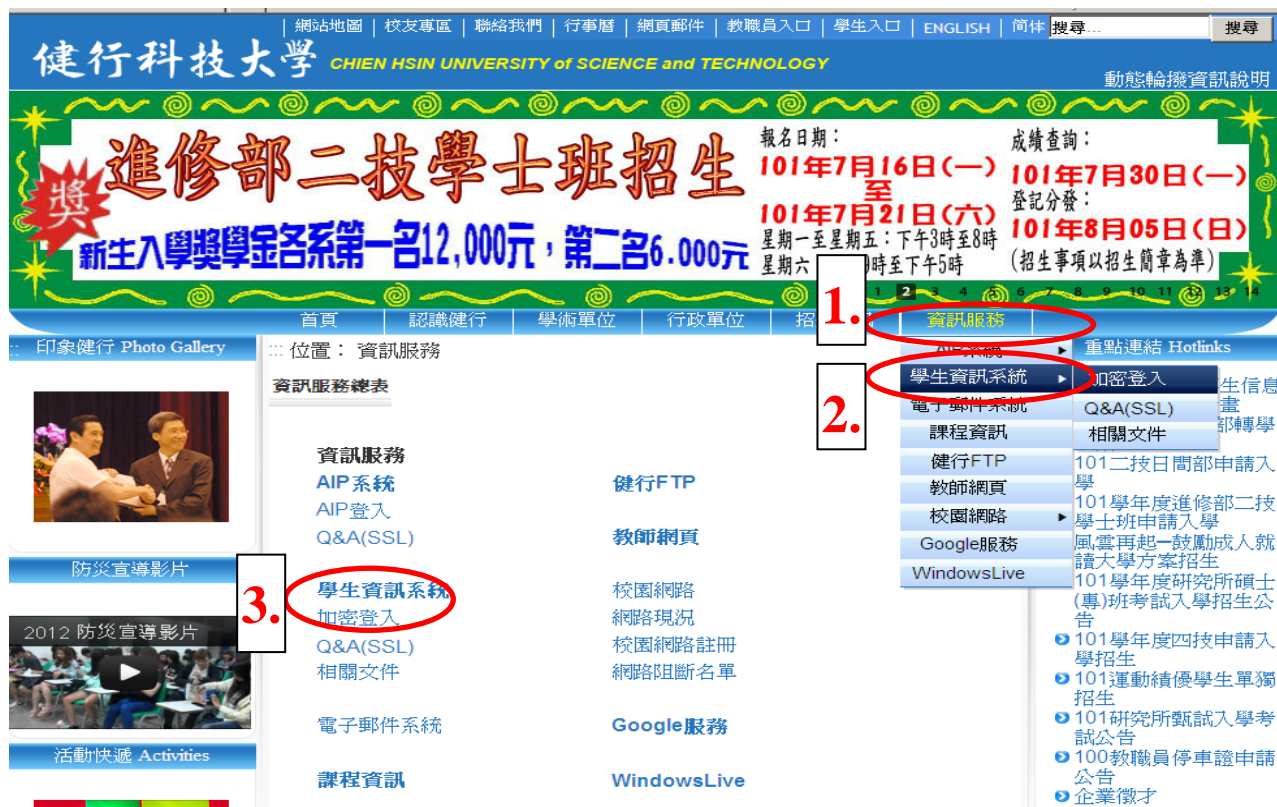 網站地圖 | 校友專區 | 聯絡我們 | 行事曆 | 網頁郵件 | 教職員入口 | 學生入口 | ENGLISH | 简体 搜尋... 搜尋
健行科技大學 CHIEN HSIN UNIVERSITY of SCIENCE and TECHNOLOGY
動態輪撥資訊說明
進修部二技學士班招生
獎
新生入學獎學金各系第一名12,000元，第二名6.000元
報名日期：
101年7月16日(一)
至
101年7月21日(六)
星期一至星期五：下午3時至8時
星期六 時至下午5時
成績查詢：
101年7月30日(一)
登記分發：
101年8月05日(日)
(招生事項以招生簡章為準)
1 2 3 4 5 6 7 8 9 10 11 12 13 14
首頁 | 認識健行 | 學術單位 | 行政單位 | 招 | 資訊服務
1.
AIP系統
學生資訊系統
電子郵件系統
課程資訊
健行FTP
教師網頁
校園網路
Google服務
WindowsLive
2.
加密登入
Q&A(SSL)
相關文件
印象健行 Photo Gallery
防災宣導影片
2012 防災宣導影片
活動快遞 Activities
::: 位置： 資訊服務
資訊服務總表
資訊服務
AIP系統
AIP登入
Q&A(SSL)
3.
學生資訊系統
加密登入
Q&A(SSL)
相關文件
電子郵件系統
課程資訊
健行FTP
教師網頁
校園網路
網路現況
校園網路註冊
網路阻斷名單
Google服務
WindowsLive
重點連結 Hotlinks
生信息
畫
部轉學
101二技日間部申請入
學
101學年度進修部二技
學士班申請入學
風雲再起─鼓勵成人就
讀大學方案招生
101學年度研究所碩士
(專)班考試入學招生公
告
101學年度四技申請入
學招生
101運動績優學生單獨
招生
101研究所甄試入學考
試公告
100教職員停車證申請
公告
企業徵才